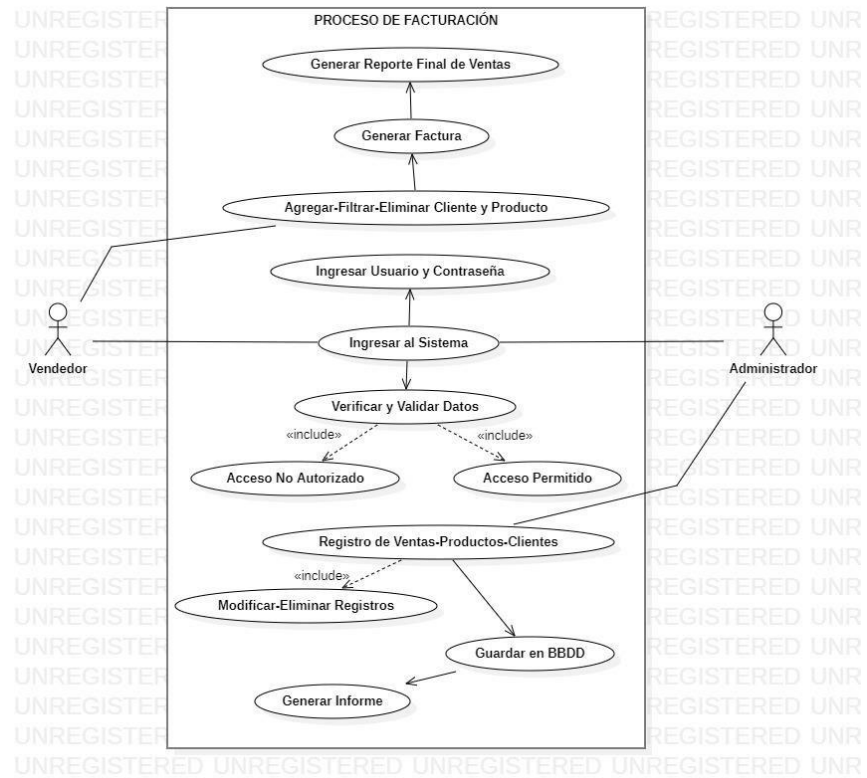 PROCESO DE FACTURACIÓN
Generar Reporte Final de Ventas
Generar Factura
Agregar-Filtrar-Eliminar Cliente y Producto
Ingresar Usuario y Contraseña
Ingresar al Sistema
Vendedor
Administrador
Verificar y Validar Datos
«include»
«include»
Acceso No Autorizado
Acceso Permitido
Registro de Ventas-Productos-Clientes
«include»
Modificar-Eliminar Registros
Guardar en BBDD
Generar Informe
UNREGISTERED UNREGISTERED UNREGISTERED UNREGISTERED UNR